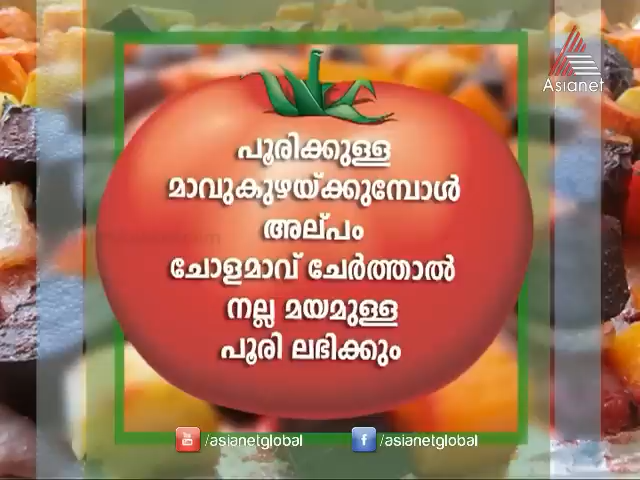 Asianet
പൂരിക്കുള്ള
മാവുകുഴയ്ക്കുമ്പോൾ
അല്പം
ചോളമാവ് ചേർത്താൽ
നല്ല മയമുള്ള
പൂരി ലഭിക്കും
/asianetglobal /asianetglobal